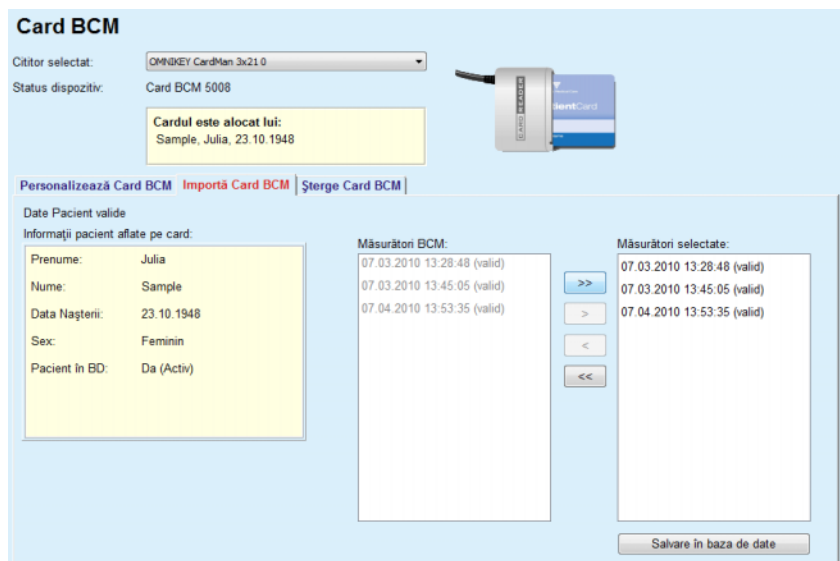 Card BCM
Cititor selectat: OMNIKEY CardMan 3x21 0
Status dispozitiv: Card BCM 5008
Cardul este alocat lui:
Sample, Julia, 23.10.1948
CARD READER
ientCard
Personalizează Card BCM Importă Card BCM Şterge Card BCM
Date Pacient valide
Informaţii pacient aflate pe card:
Prenume: Julia
Nume: Sample
Data Naşterii: 23.10.1948
Sex: Feminin
Pacient în BD: Da (Activ)
Măsurători BCM:
07.03.2010 13:28:48 (valid)
07.03.2010 13:45:05 (valid)
07.04.2010 13:53:35 (valid)
>>
>
<
<<
Măsurători selectate:
07.03.2010 13:28:48 (valid)
07.03.2010 13:45:05 (valid)
07.04.2010 13:53:35 (valid)
Salvare în baza de date